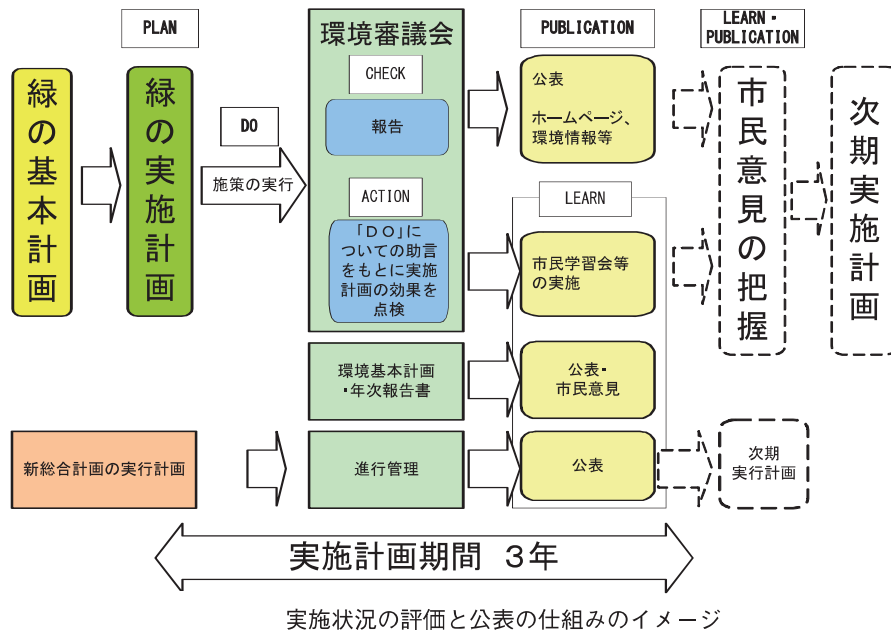 PLAN
環境審議会
PUBLICATION
LEARN・
PUBLICATION
緑の基本計画
緑の実施計画
DO
施策の実行
CHECK
報告
ACTION
「ＤＯ」に
ついての助言
をもとに実施
計画の効果を
点検
公表
ホームページ、
環境情報等
LEARN
市民学習会等
の実施
市民意見の把握
次期実施計画
環境基本計画
・年次報告書
公表・
市民意見
新総合計画の実行計画
進行管理
公表
次期
実行計画
実施計画期間 ３年
実施状況の評価と公表の仕組みのイメージ